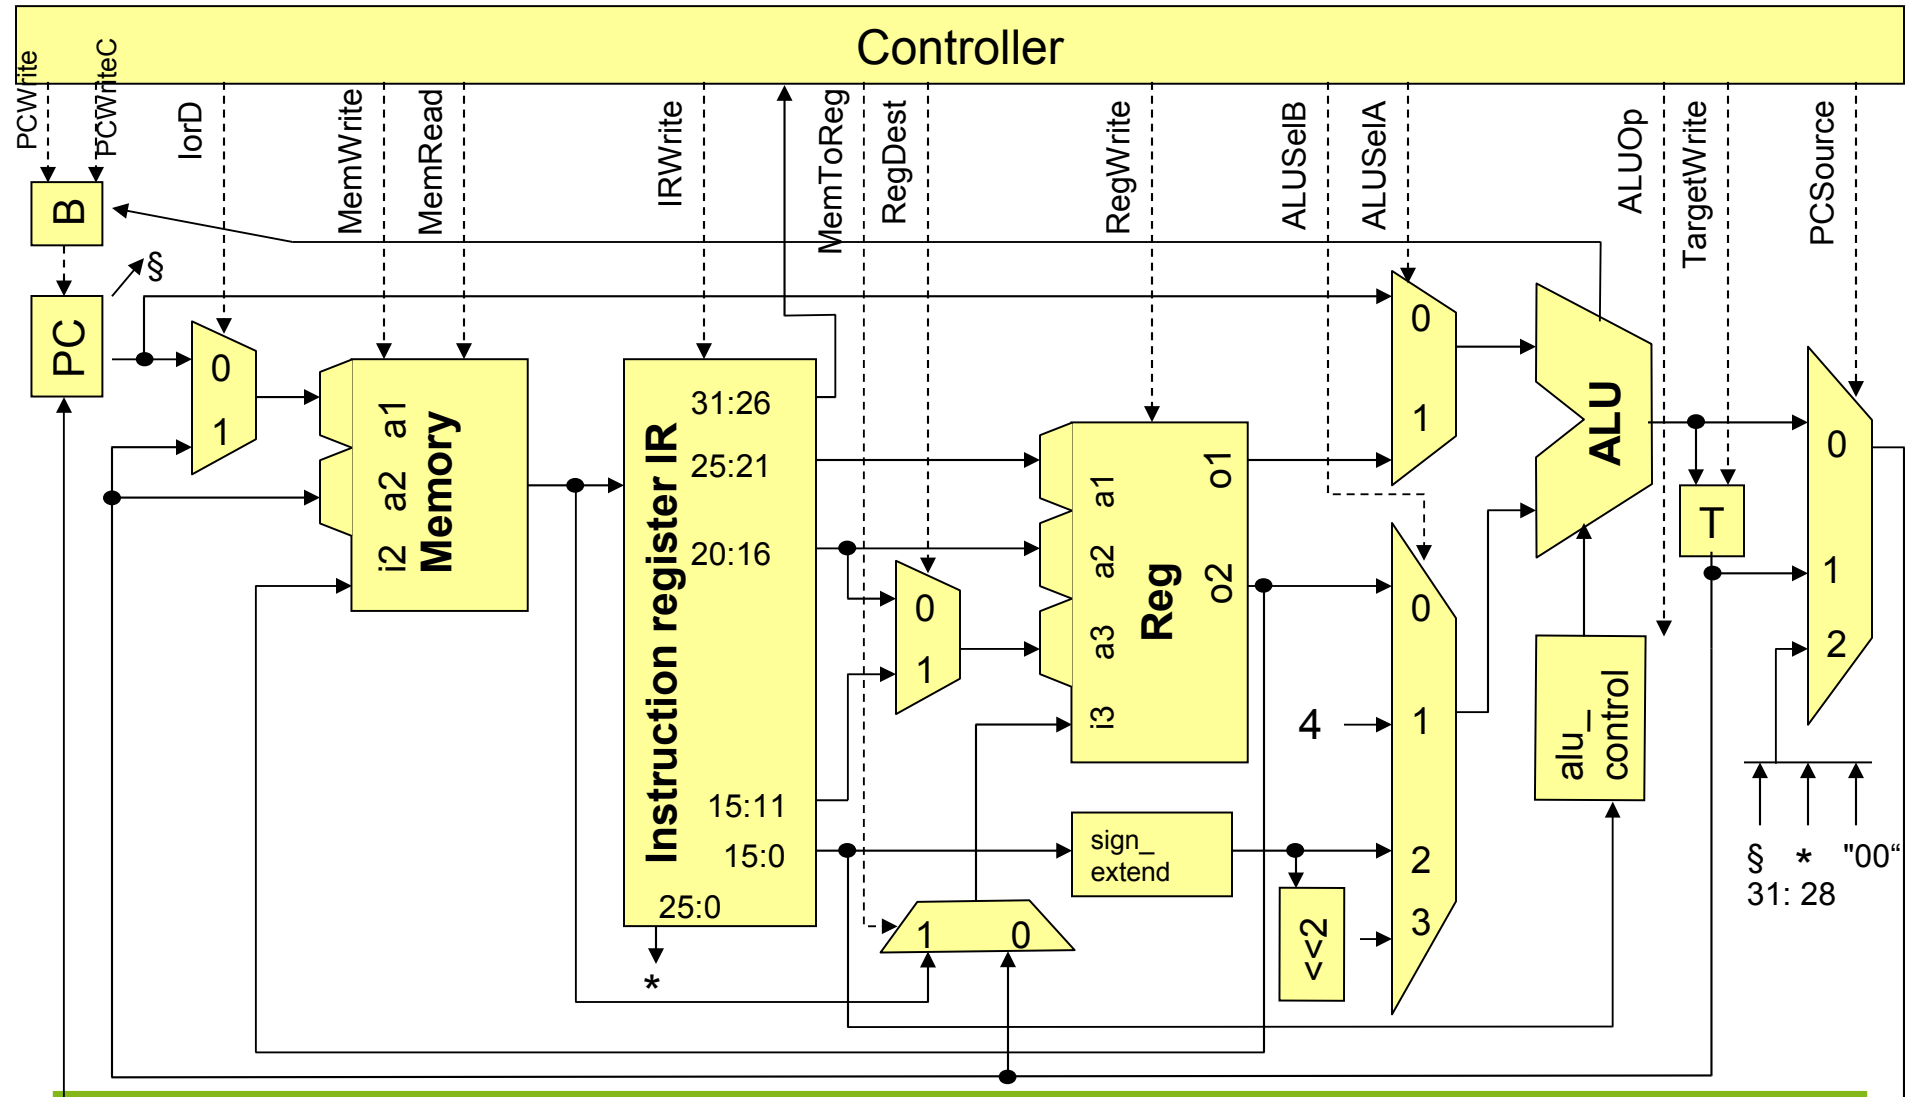 Controller
PCWrite
PCWriteC
IorD
MemWrite
MemRead
IRWrite
MemToReg
RegDest
RegWrite
ALUSelB
ALUSelA
ALUOp
TargetWrite
PCSource
B
§
PC
0
1
a1
a2
i2
Memory
Instruction register IR
31:26
25:21
20:16
15:11
15:0
25:0
*
0
1
a1
a2
a3
i3
Reg
o1
o2
sign_
extend
1 0
<<2
4
0
1
0
1
2
3
ALU
alu_
control
T
0
1
2
§ * "00“
31: 28